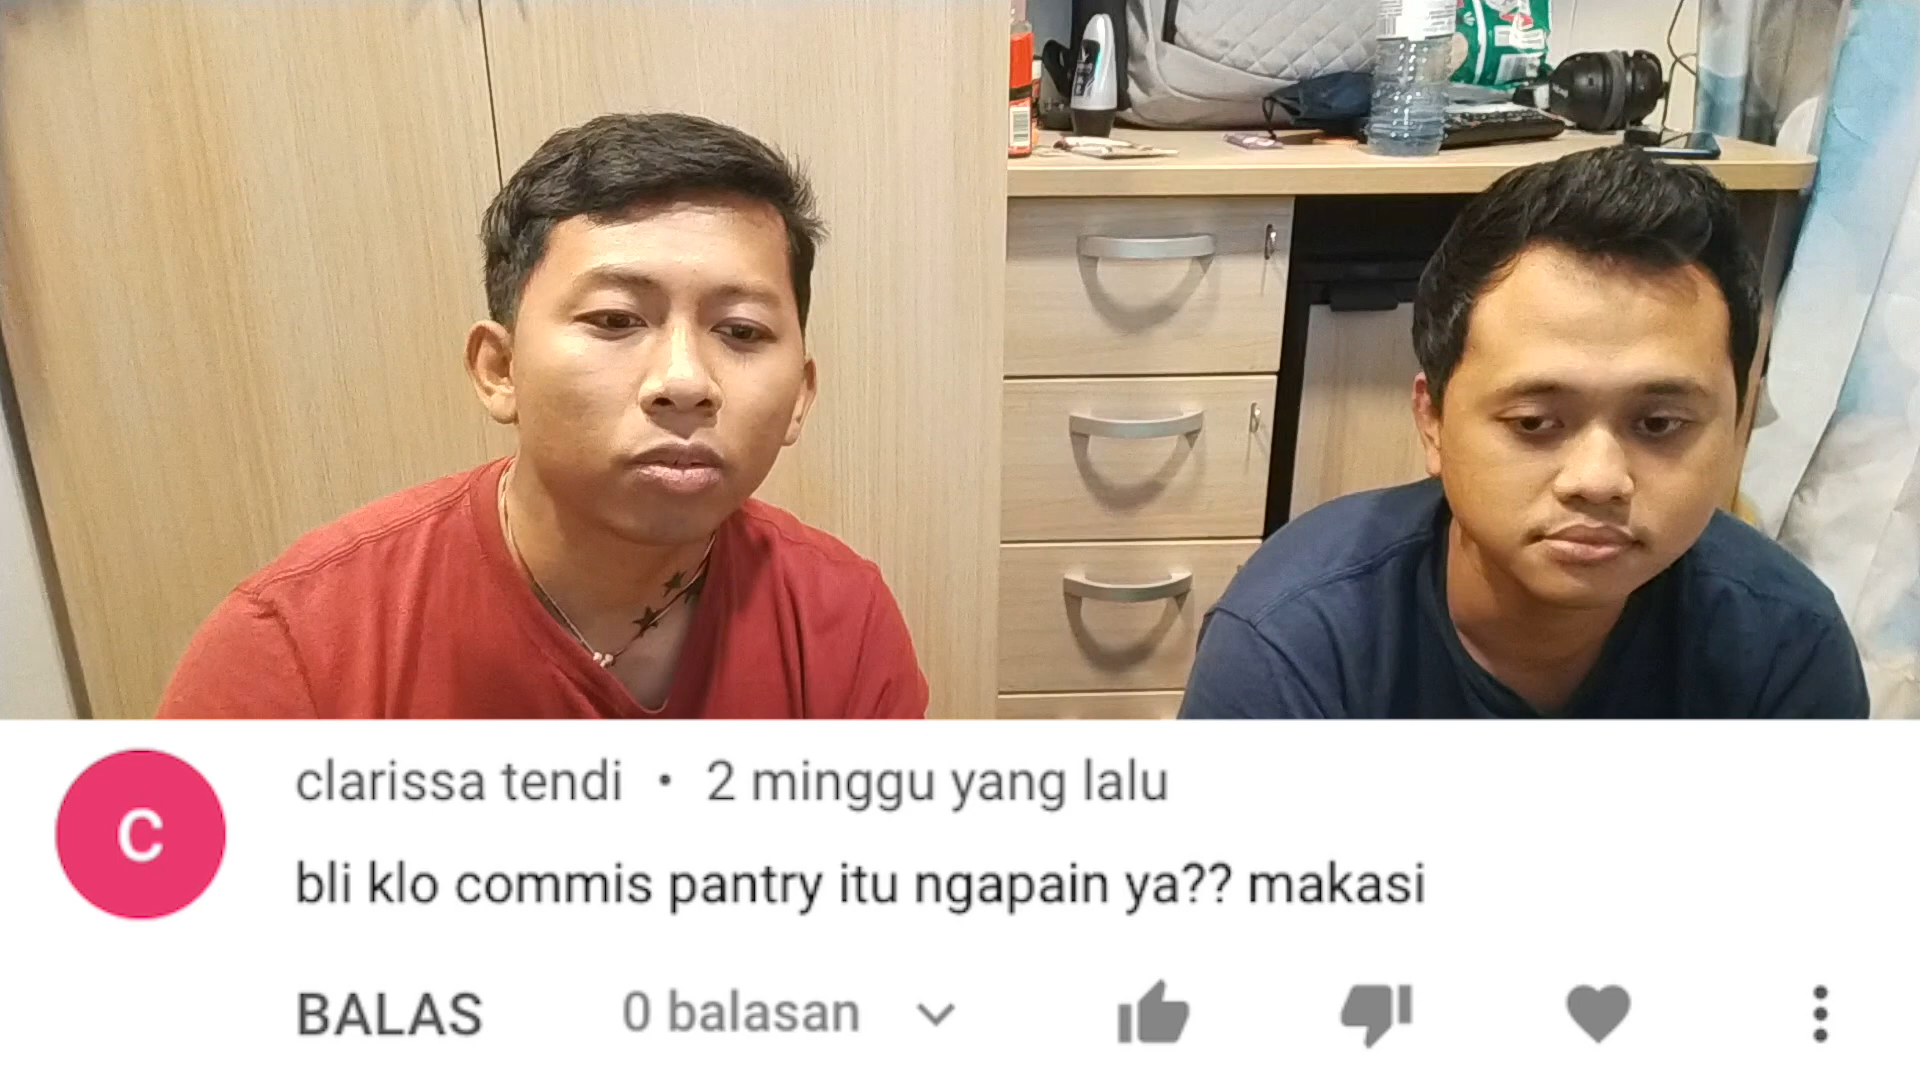 C
clarissa tendi • 2 minggu yang lalu
bli klo commis pantry itu ngapain ya?? makasi
BALAS 0 balasan